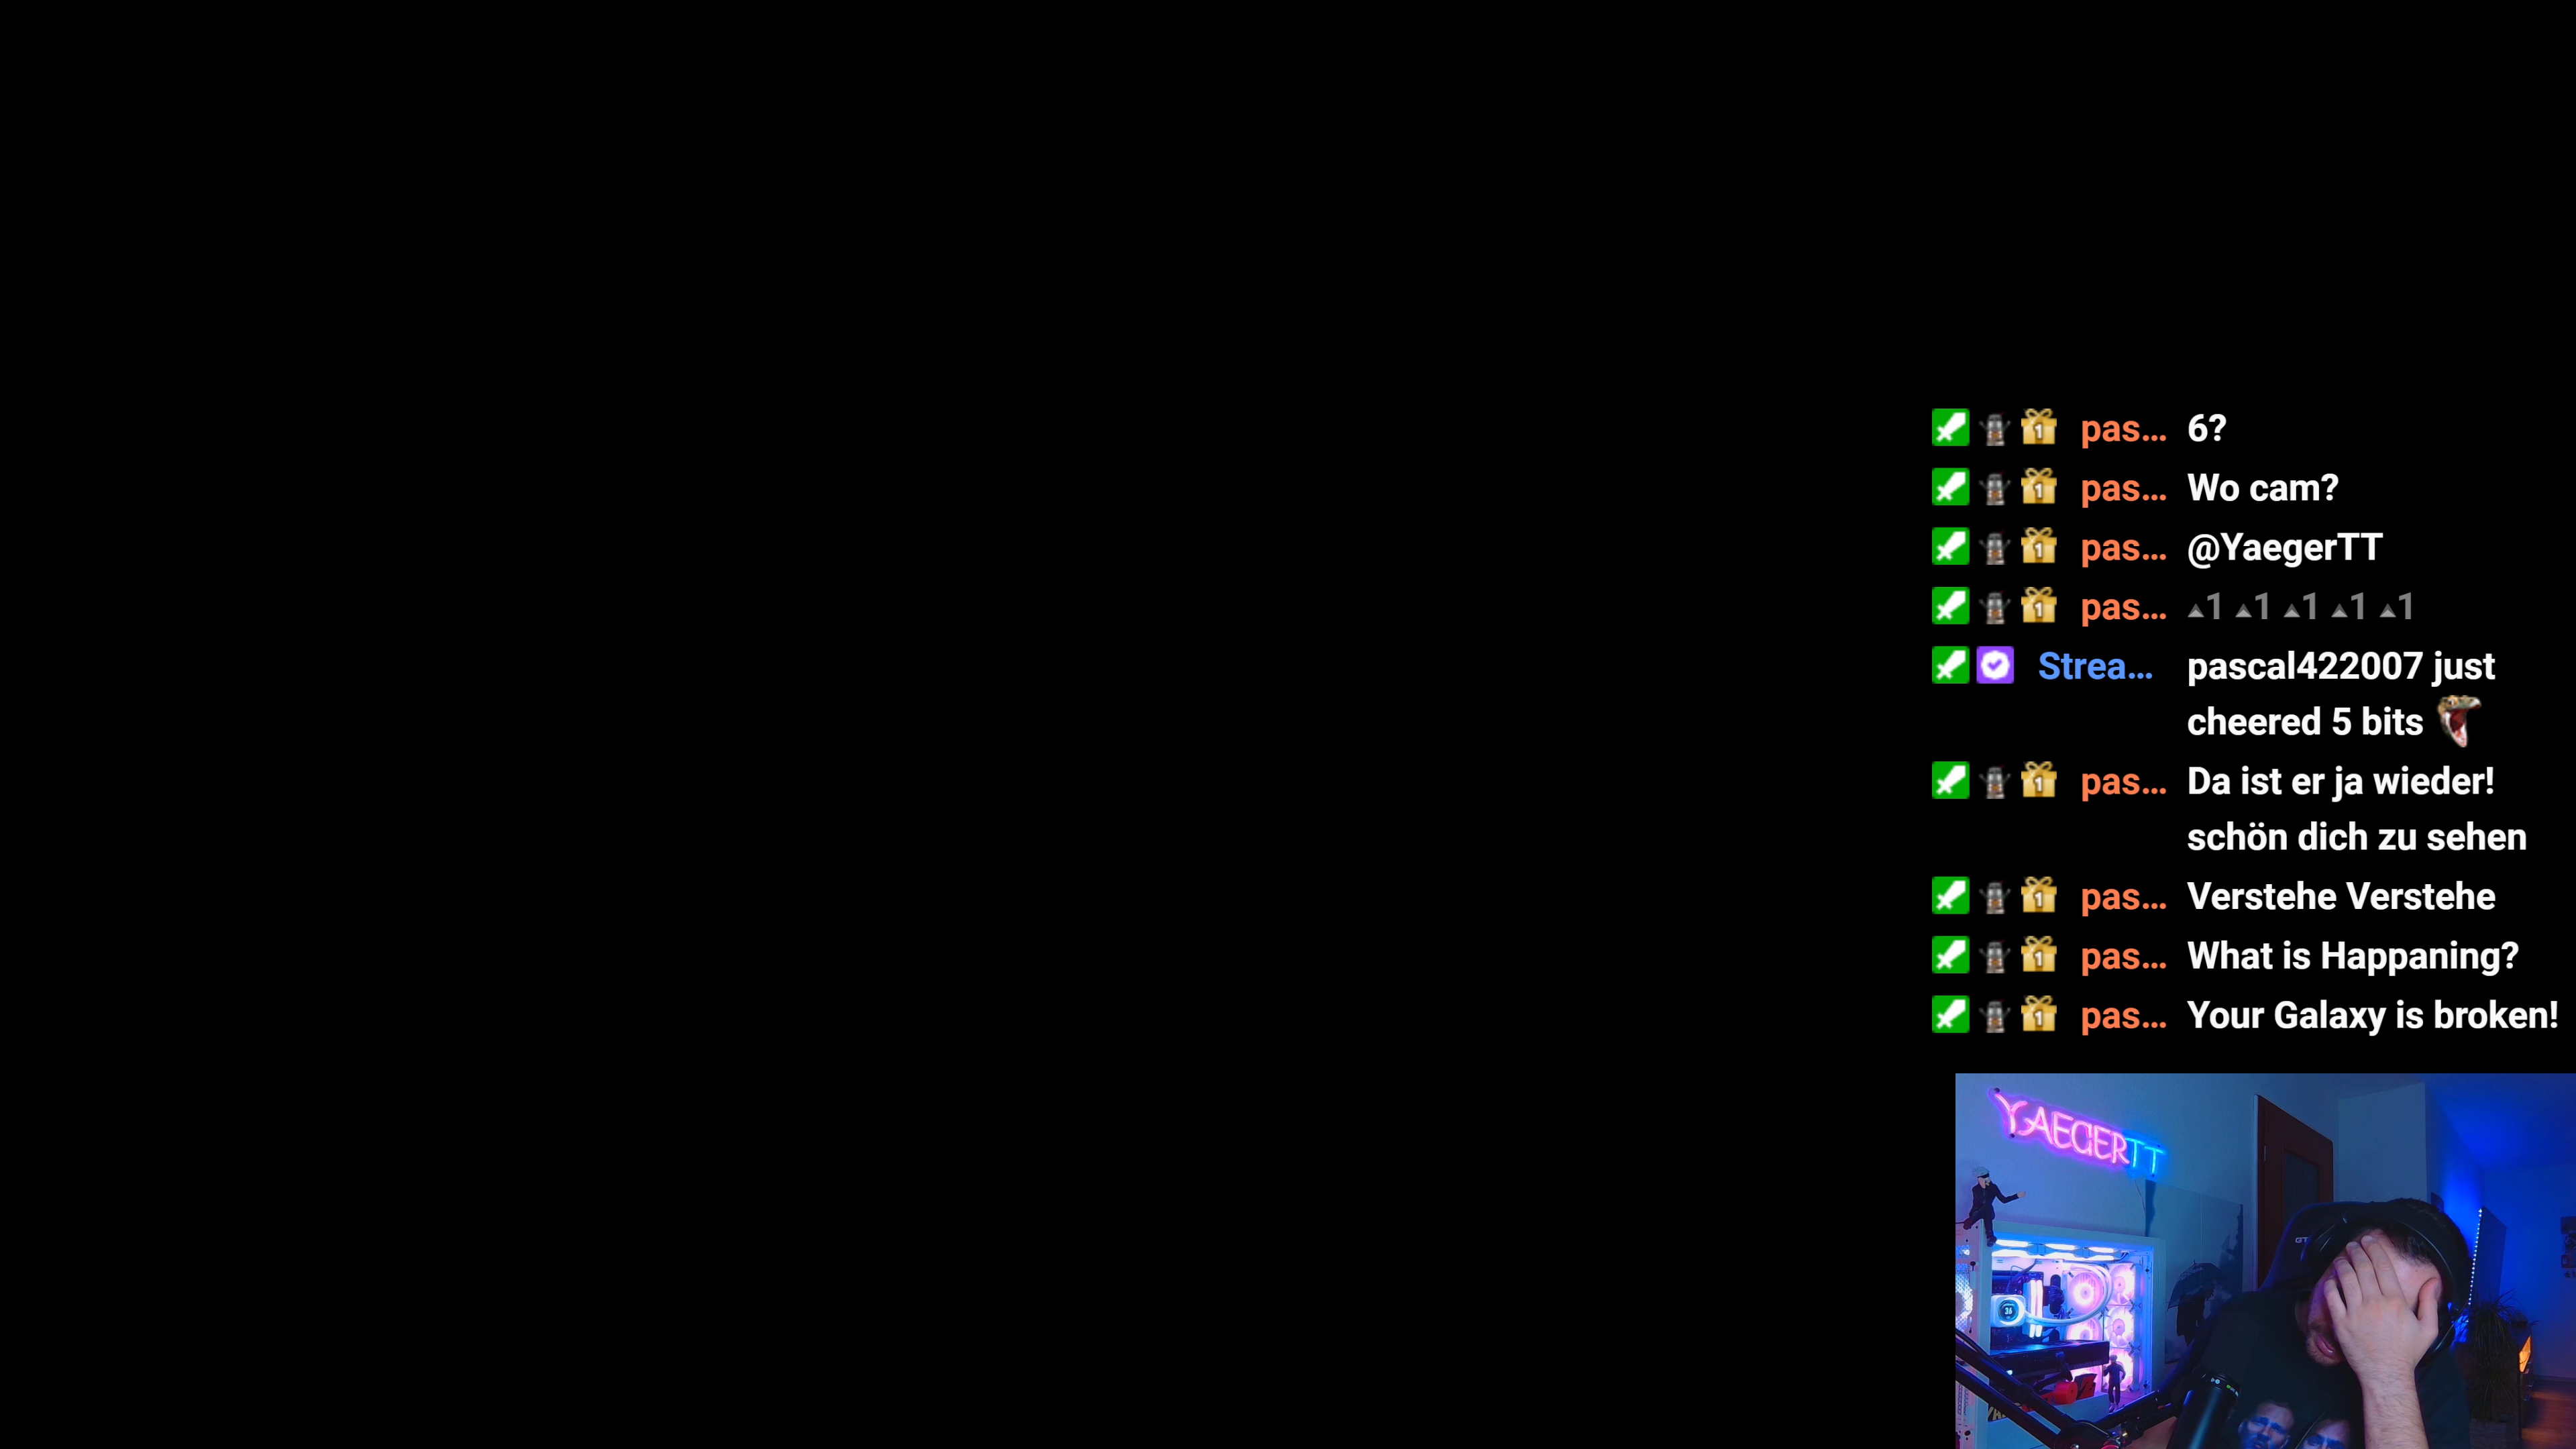 pas... 6?
pas... Wo cam?
pas... @YaegerTT
pas... 1 1 1 1 1
Strea... pascal422007 just
cheered 5 bits
pas... Da ist er ja wieder!
schön dich zu sehen
pas... Verstehe Verstehe
pas... What is Happaning?
pas... Your Galaxy is broken!
YAEGERTT
GT